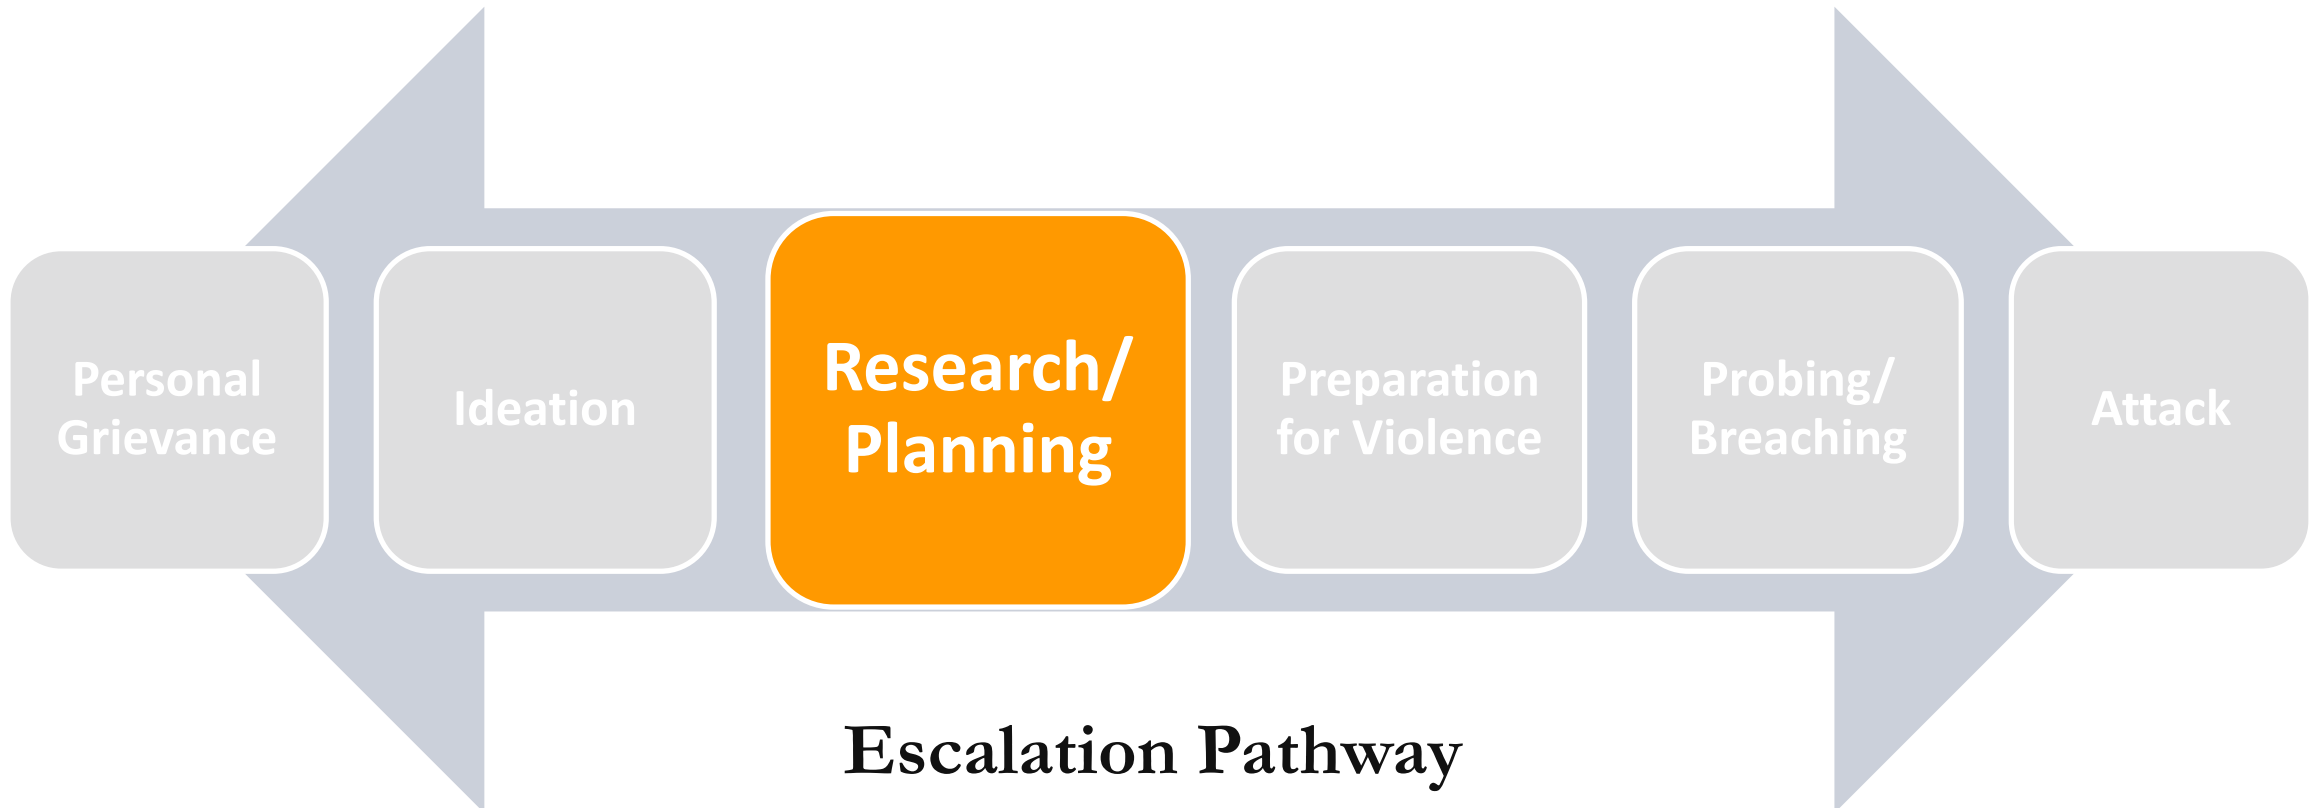 Personal
Grievance
Ideation
Research/
Planning
Preparation
for Violence
Probing/
Breaching
Attack
Escalation Pathway